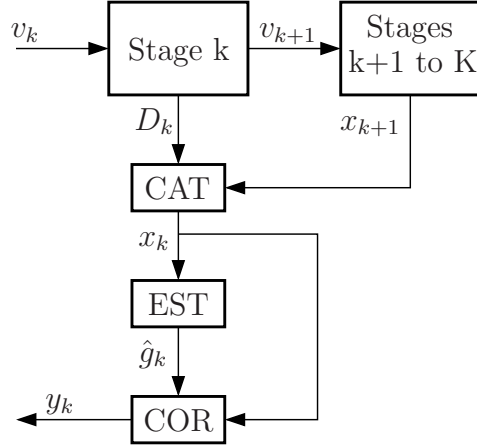 v_k
Stage k
v_{k+1}
Stages
k+1 to K
D_k
x_{k+1}
CAT
x_k
EST
ĝ_k
y_k
COR